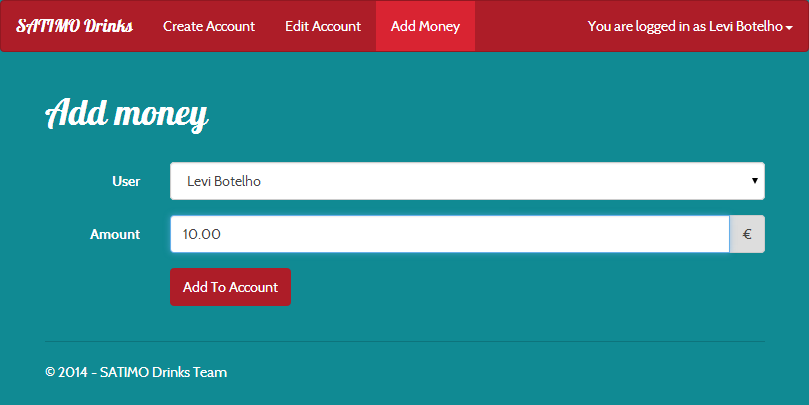 SATIMO Drinks Create Account Edit Account Add Money You are logged in as Levi Botelho
Add money
User Levi Botelho
Amount 10.00 €
Add To Account
© 2014 - SATIMO Drinks Team